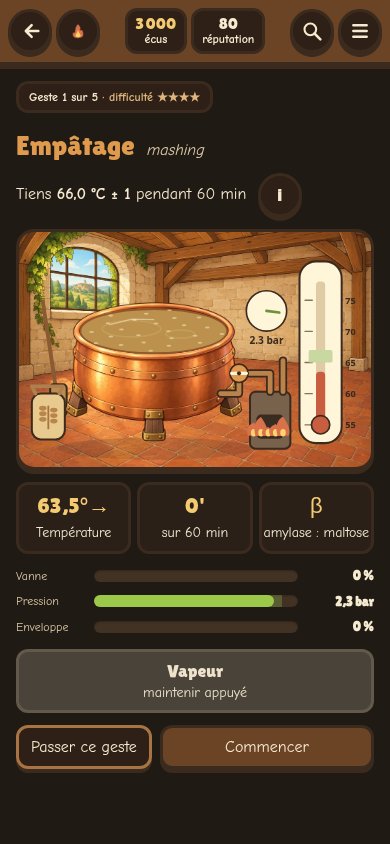 3 000
écus
80
réputation
Geste 1 sur 5 · difficulté ★★★★
Empâtage mashing
Tiens 66,0 °C ± 1 pendant 60 min
i
2.3 bar
75
70
65
60
55
63,5° →
Température
0'
sur 60 min
β
amylase : maltose
Vanne 0 %
Pression 2,3 bar
Enveloppe 0 %
Vapeur
maintenir appuyé
Passer ce geste
Commencer